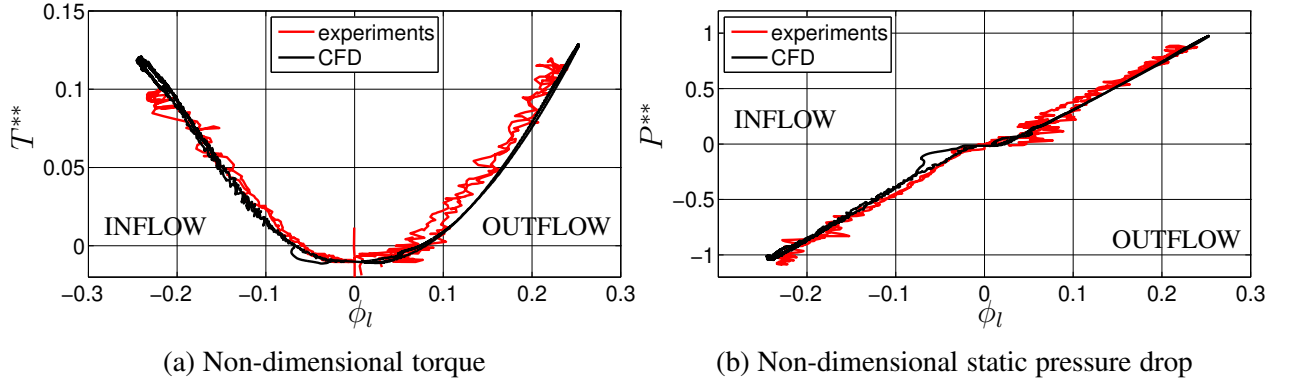 0.15
0.1
0.05
0
T**
experiments
CFD
INFLOW
OUTFLOW
−0.3 −0.2 −0.1 0 0.1 0.2 0.3
ϕ_l
(a) Non-dimensional torque
1
0.5
0
−0.5
−1
P**
experiments
CFD
INFLOW
OUTFLOW
−0.2 −0.1 0 0.1 0.2 0.3
ϕ_l
(b) Non-dimensional static pressure drop